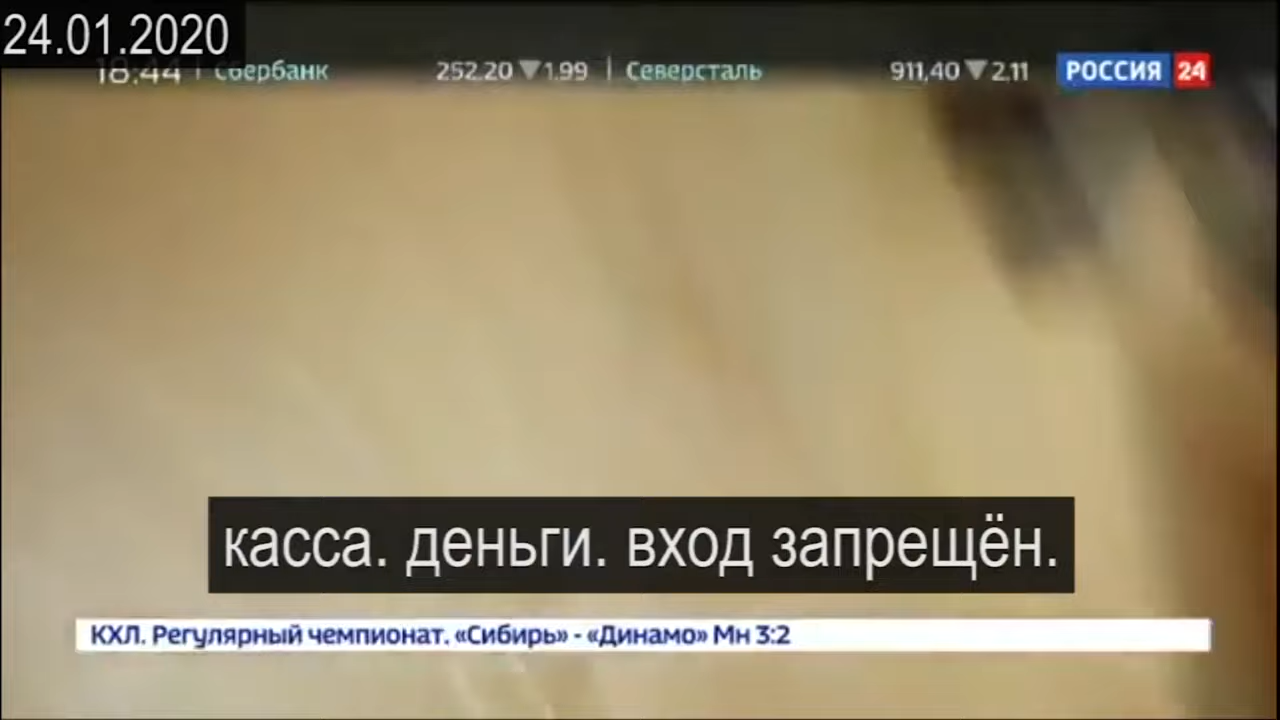 24.01.2020
18:44 | Сбербанк 252,20 ▼ 1.99 | Северсталь 911,40 ▼ 2.11 РОССИЯ 24
касса. деньги. вход запрещён.
КХЛ. Регулярный чемпионат. «Сибирь» - «Динамо» Мн 3:2